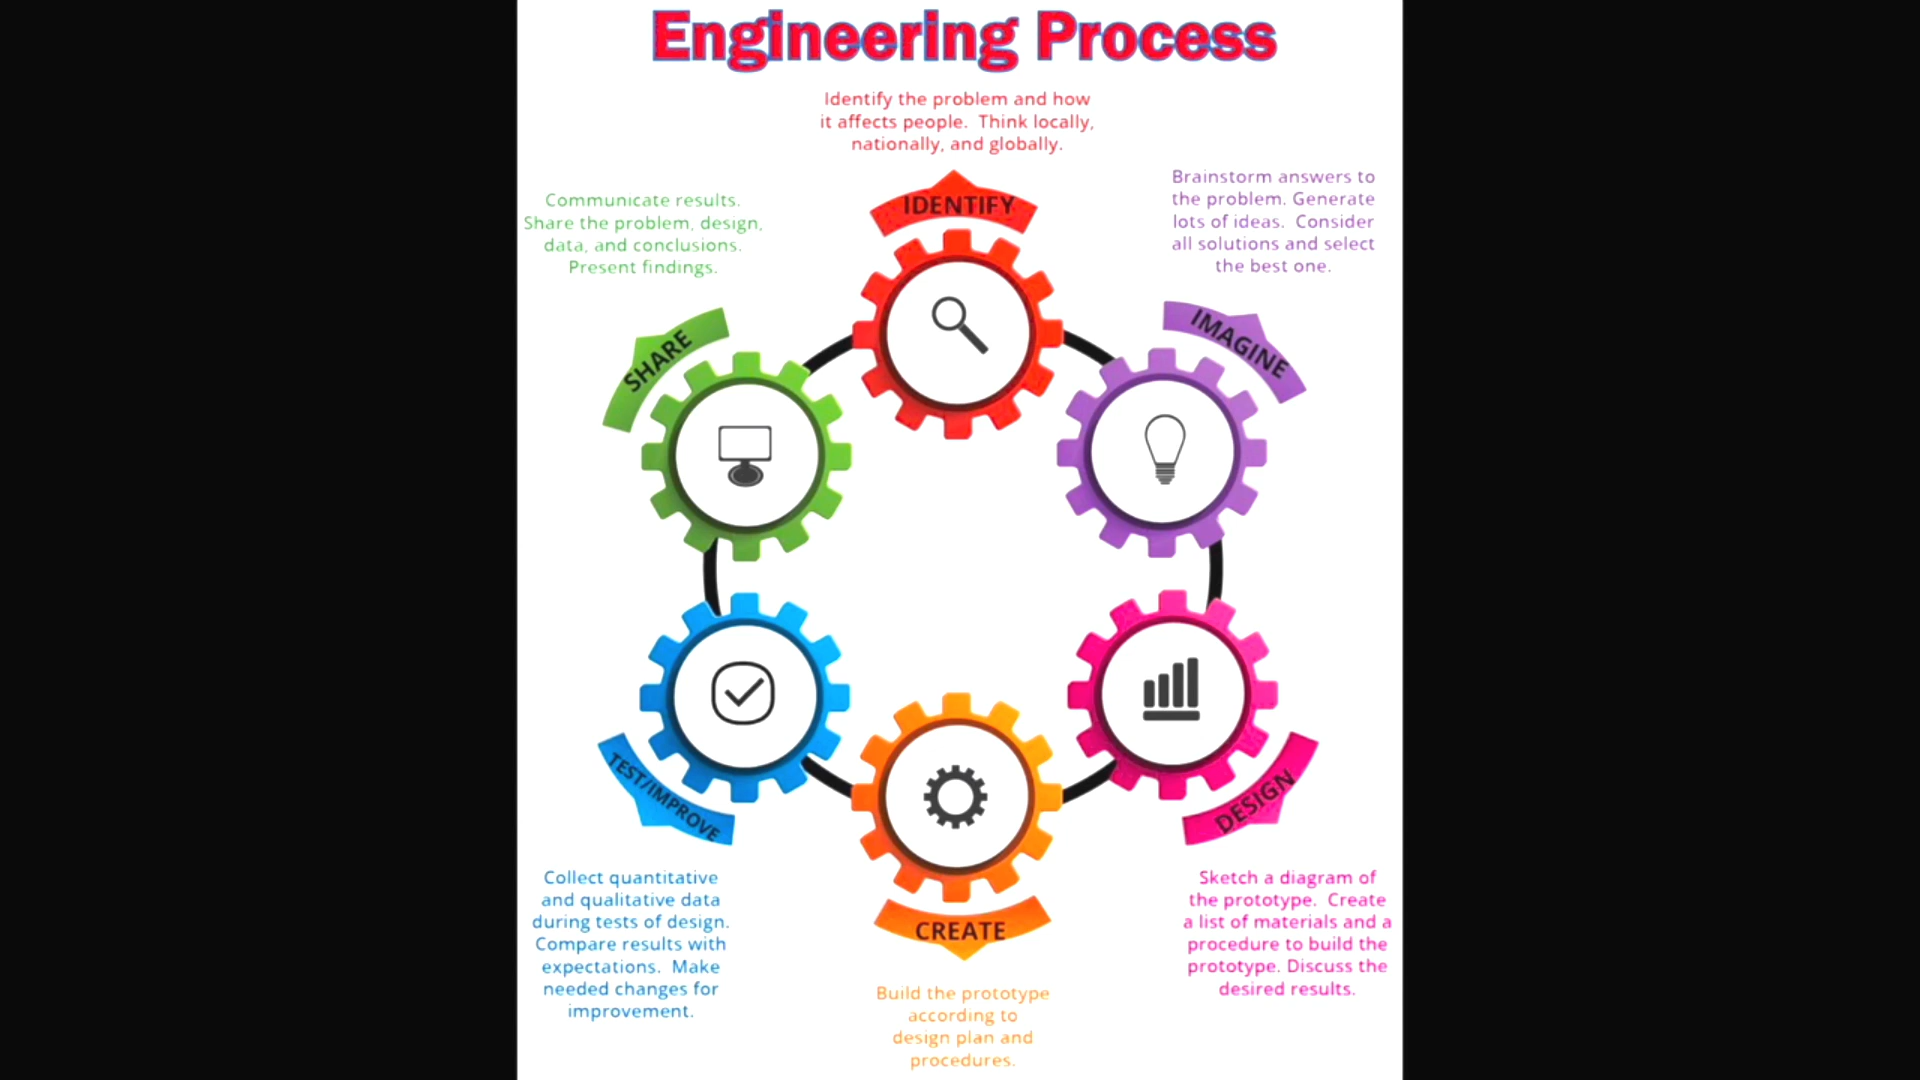 Engineering Process
Identify the problem and how
it affects people. Think locally,
nationally, and globally.
IDENTIFY
Brainstorm answers to
the problem. Generate
lots of ideas. Consider
all solutions and select
the best one.
IMAGINE
DESIGN
Sketch a diagram of
the prototype. Create
a list of materials and a
procedure to build the
prototype. Discuss the
desired results.
CREATE
Build the prototype
according to
design plan and
procedures.
TEST/IMPROVE
Collect quantitative
and qualitative data
during tests of design.
Compare results with
expectations. Make
needed changes for
improvement.
Communicate results.
Share the problem, design,
data, and conclusions.
Present findings.
SHARE